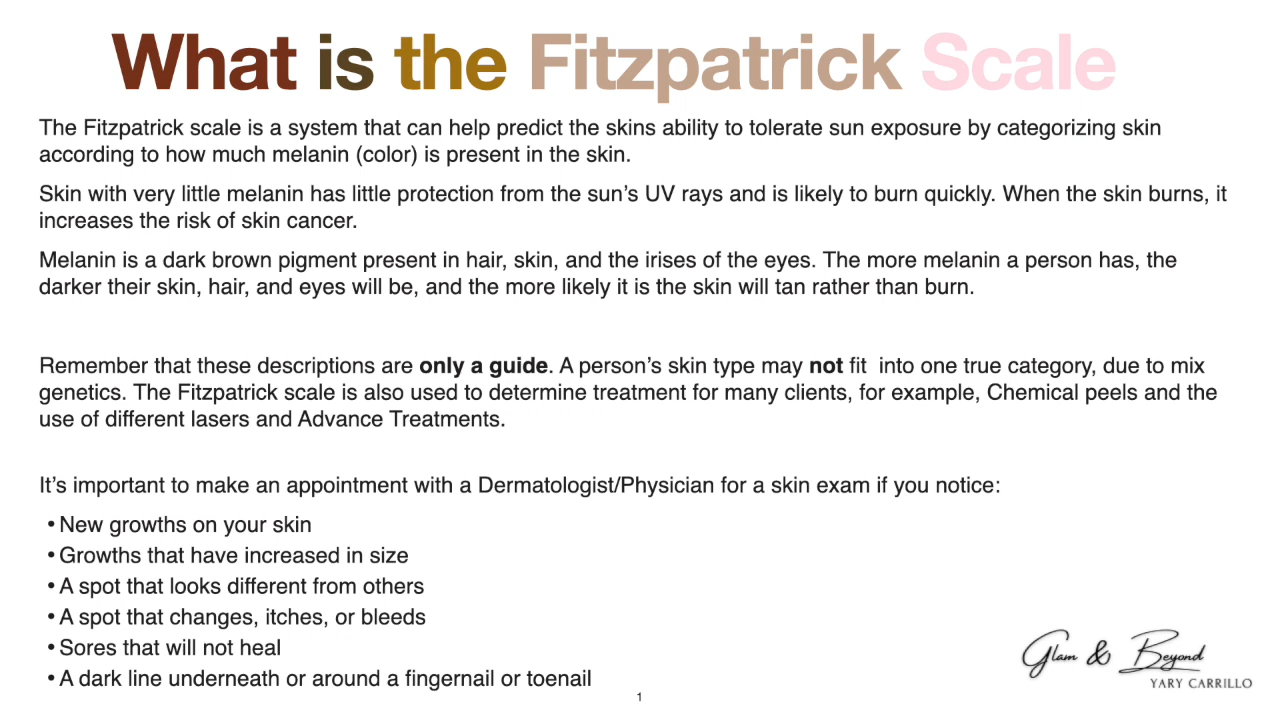 What is the Fitzpatrick Scale
The Fitzpatrick scale is a system that can help predict the skins ability to tolerate sun exposure by categorizing skin
according to how much melanin (color) is present in the skin.
Skin with very little melanin has little protection from the sun’s UV rays and is likely to burn quickly. When the skin burns, it
increases the risk of skin cancer.
Melanin is a dark brown pigment present in hair, skin, and the irises of the eyes. The more melanin a person has, the
darker their skin, hair, and eyes will be, and the more likely it is the skin will tan rather than burn.
Remember that these descriptions are only a guide. A person’s skin type may not fit  into one true category, due to mix
genetics. The Fitzpatrick scale is also used to determine treatment for many clients, for example, Chemical peels and the
use of different lasers and Advance Treatments.
It’s important to make an appointment with a Dermatologist/Physician for a skin exam if you notice:
• New growths on your skin
• Growths that have increased in size
• A spot that looks different from others
• A spot that changes, itches, or bleeds
• Sores that will not heal
• A dark line underneath or around a fingernail or toenail
Glam & Beyond
YARY CARRILLO
1